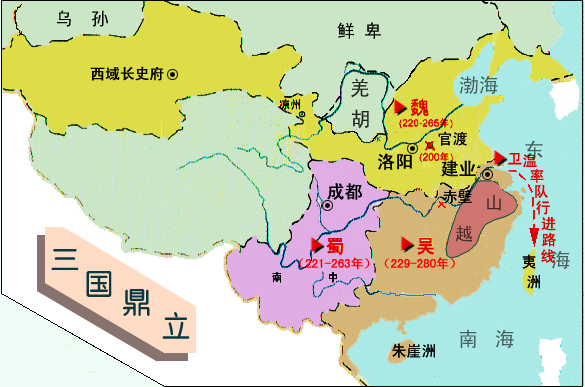 乌 孙
鲜 卑
西域长史府
渤海
凉州
羌胡
魏
(220-265年)
官渡
(200年)
洛阳
东海
卫温率队行进路线
建业
成都
赤壁
山越
蜀
(221-263年)
吴
(229-280年)
夷洲
南中
三国鼎立
朱崖洲
南 海